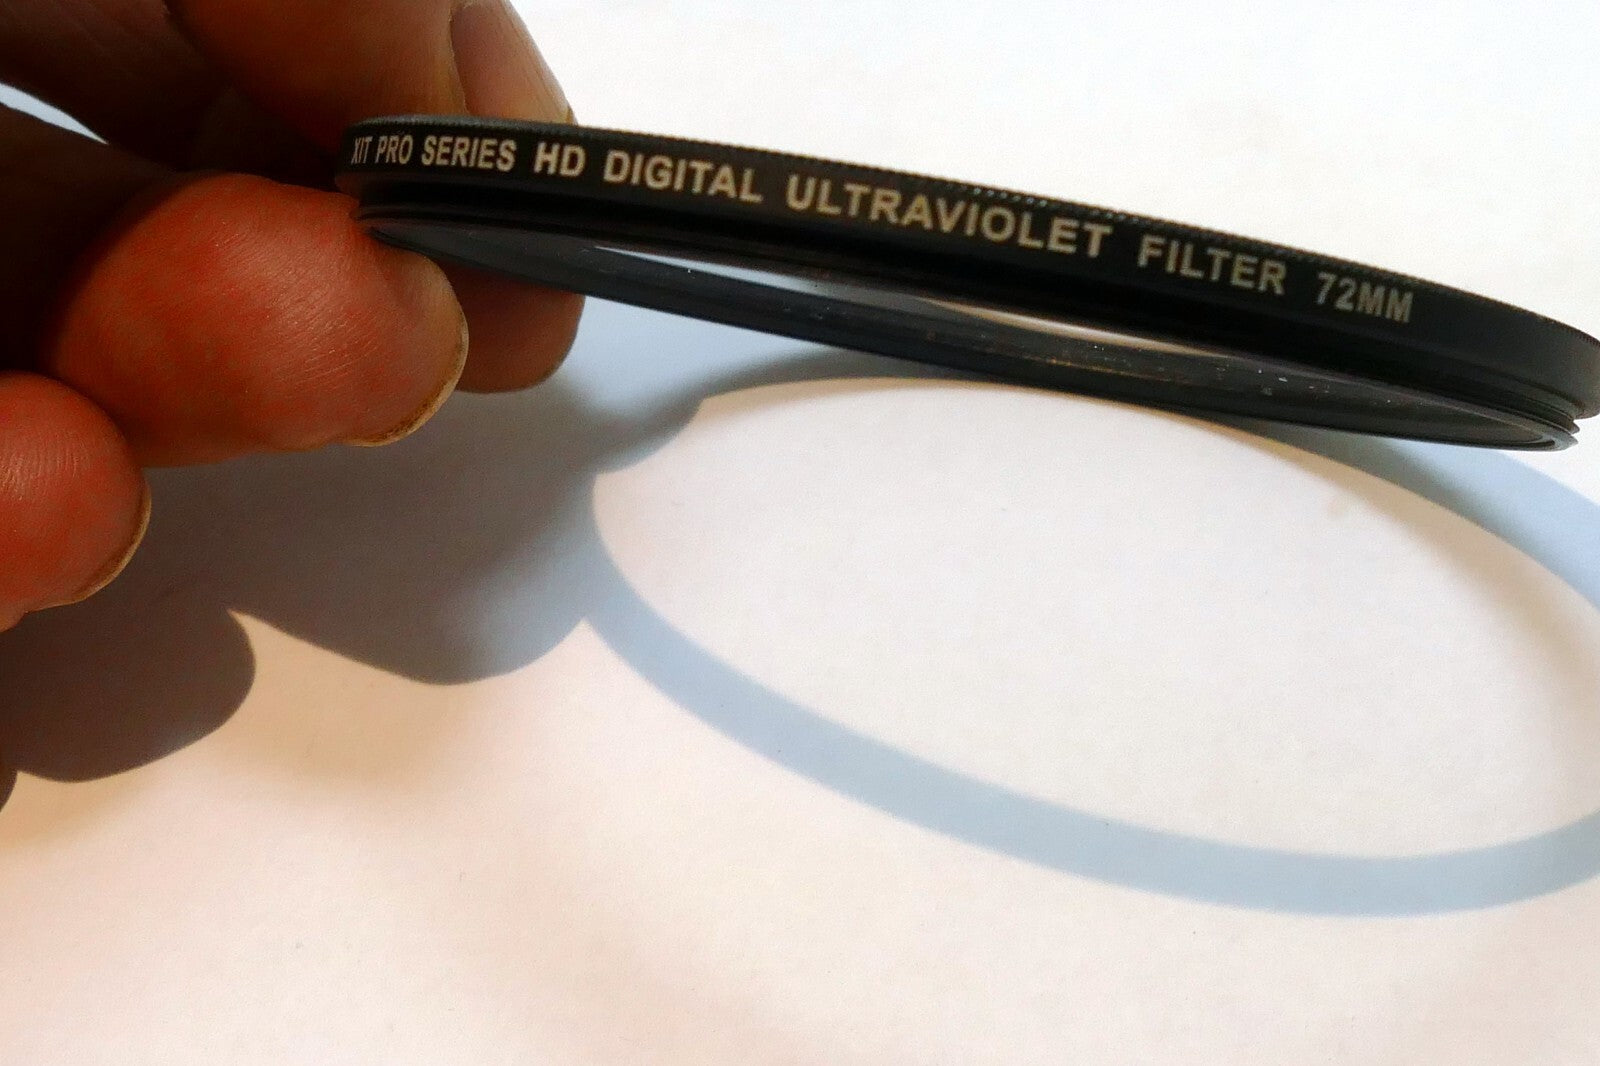 XIT PRO SERIES HD DIGITAL ULTRAVIOLET FILTER 72MM